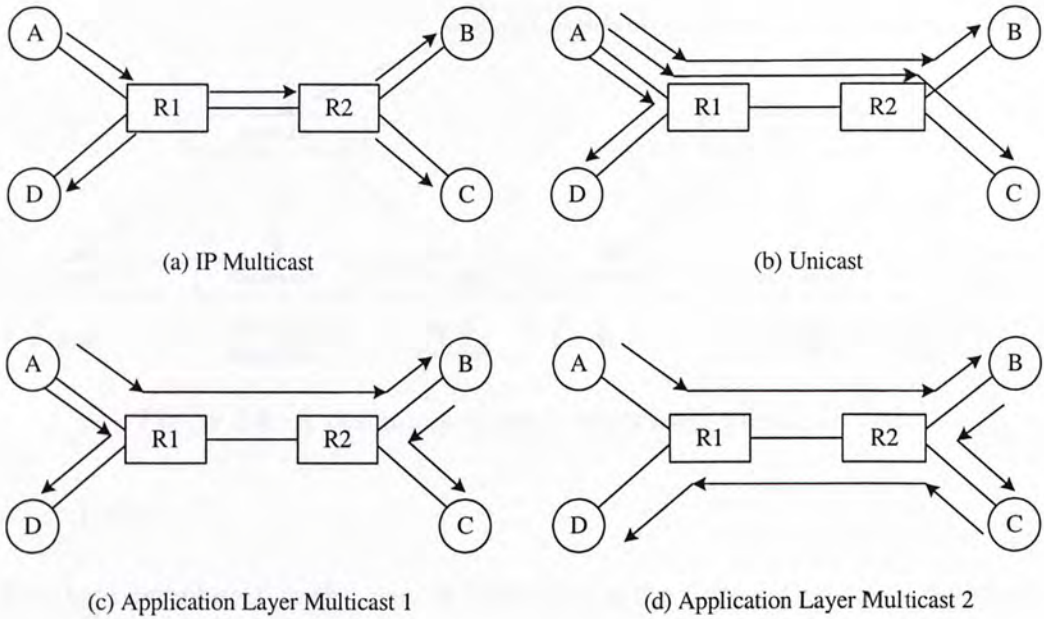 A
B
R1
R2
D
C
(a) IP Multicast
A
B
R1
R2
D
C
(b) Unicast
A
B
R1
R2
D
C
(c) Application Layer Multicast 1
A
B
R1
R2
D
C
(d) Application Layer Multicast 2